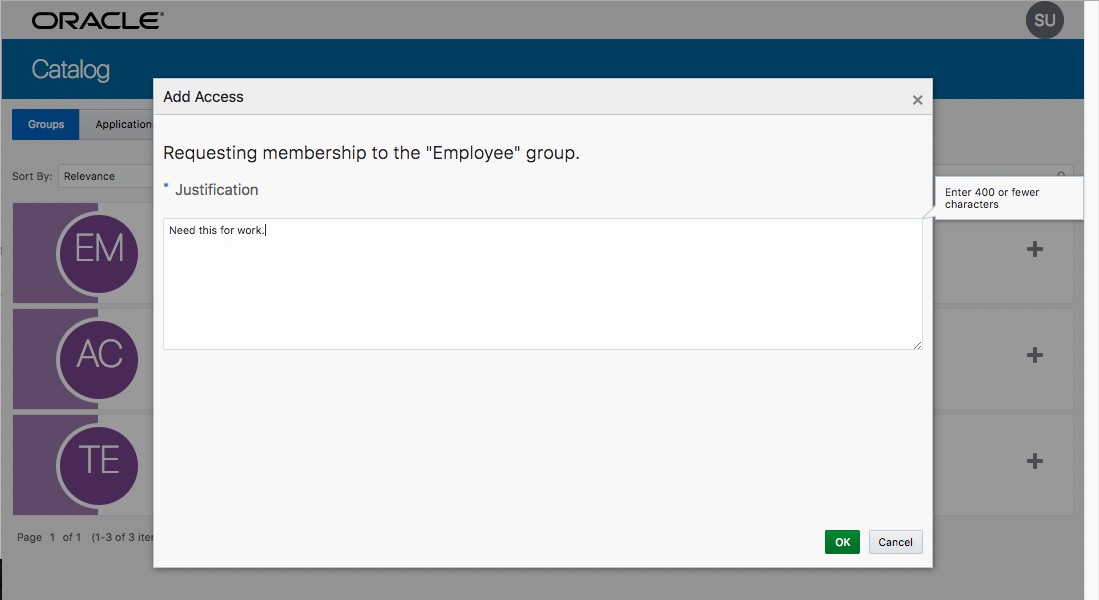 ORACLE®
SU
Catalog
Groups
Application
Sort By:
Relevance
Add Access
×
Requesting membership to the "Employee" group.
* Justification
Enter 400 or fewer
characters
Need this for work.
EM
AC
TE
Page 1 of 1 (1-3 of 3 iter
OK
Cancel